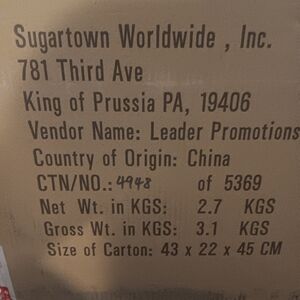 Sugartown Worldwide , Inc.
781 Third Ave
King of Prussia PA, 19406
Vendor Name: Leader Promotions
Country of Origin: China
CTN/NO.: 4948 of 5369
Net Wt. in KGS: 2.7 KGS
Gross Wt. in KGS: 3.1 KGS
Size of Carton: 43 x 22 x 45 CM